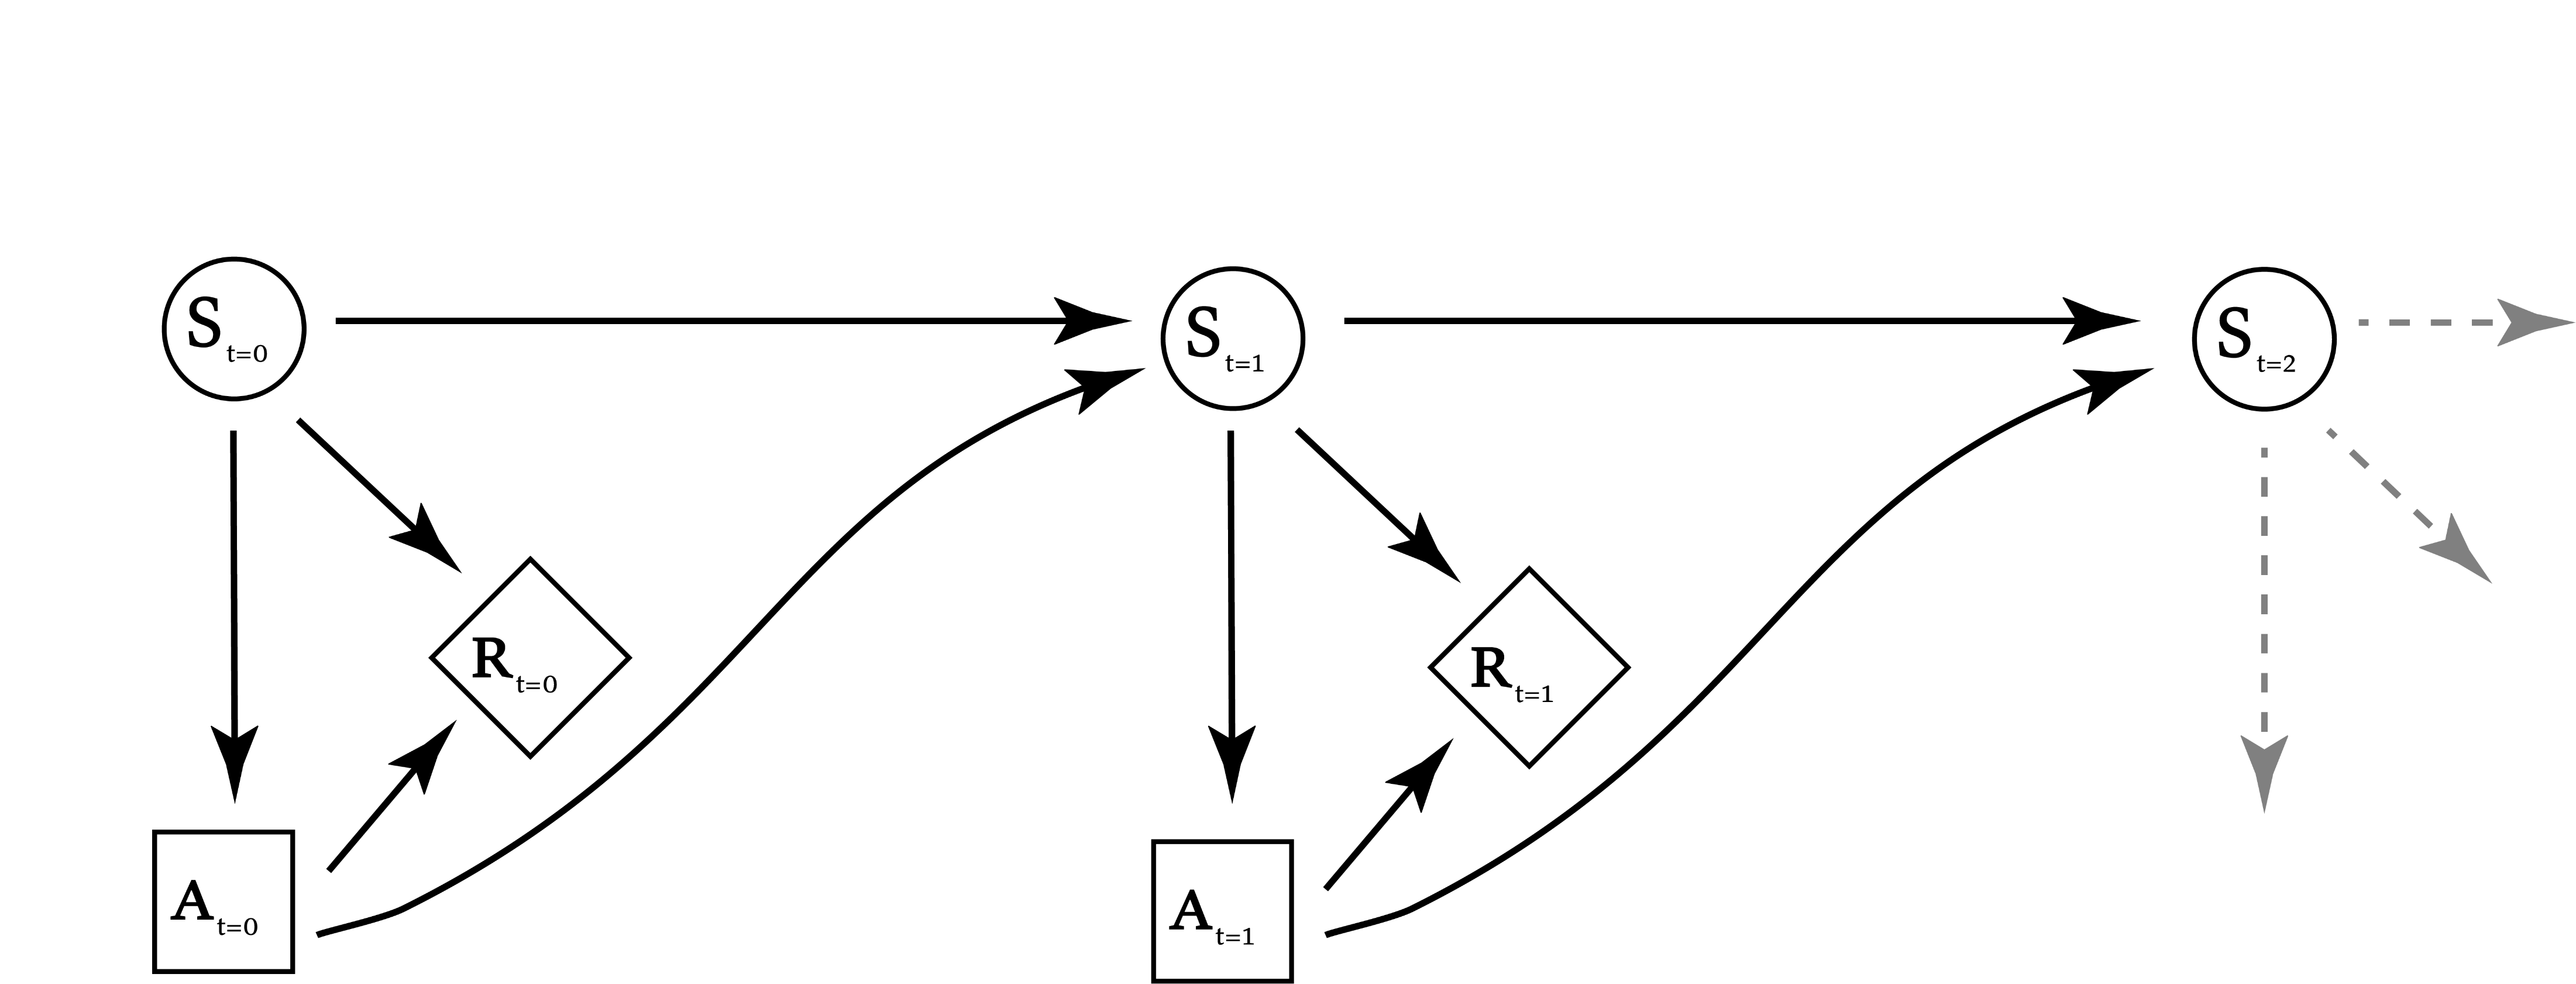 S t=0
S t=1
S t=2
R t=0
R t=1
A t=0
A t=1